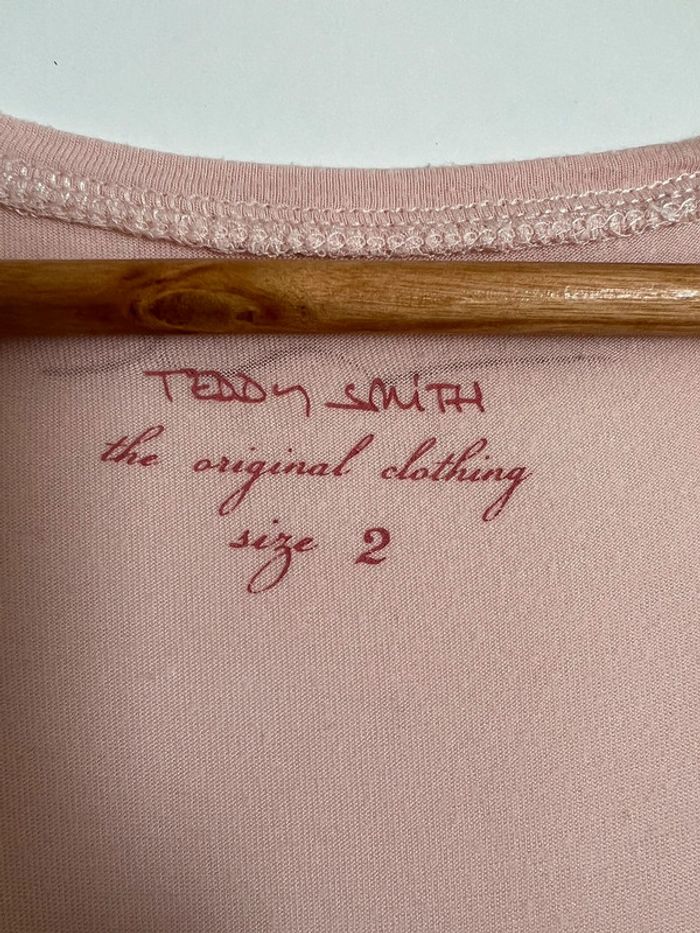 TEDDY SMITH
the original clothing
size 2